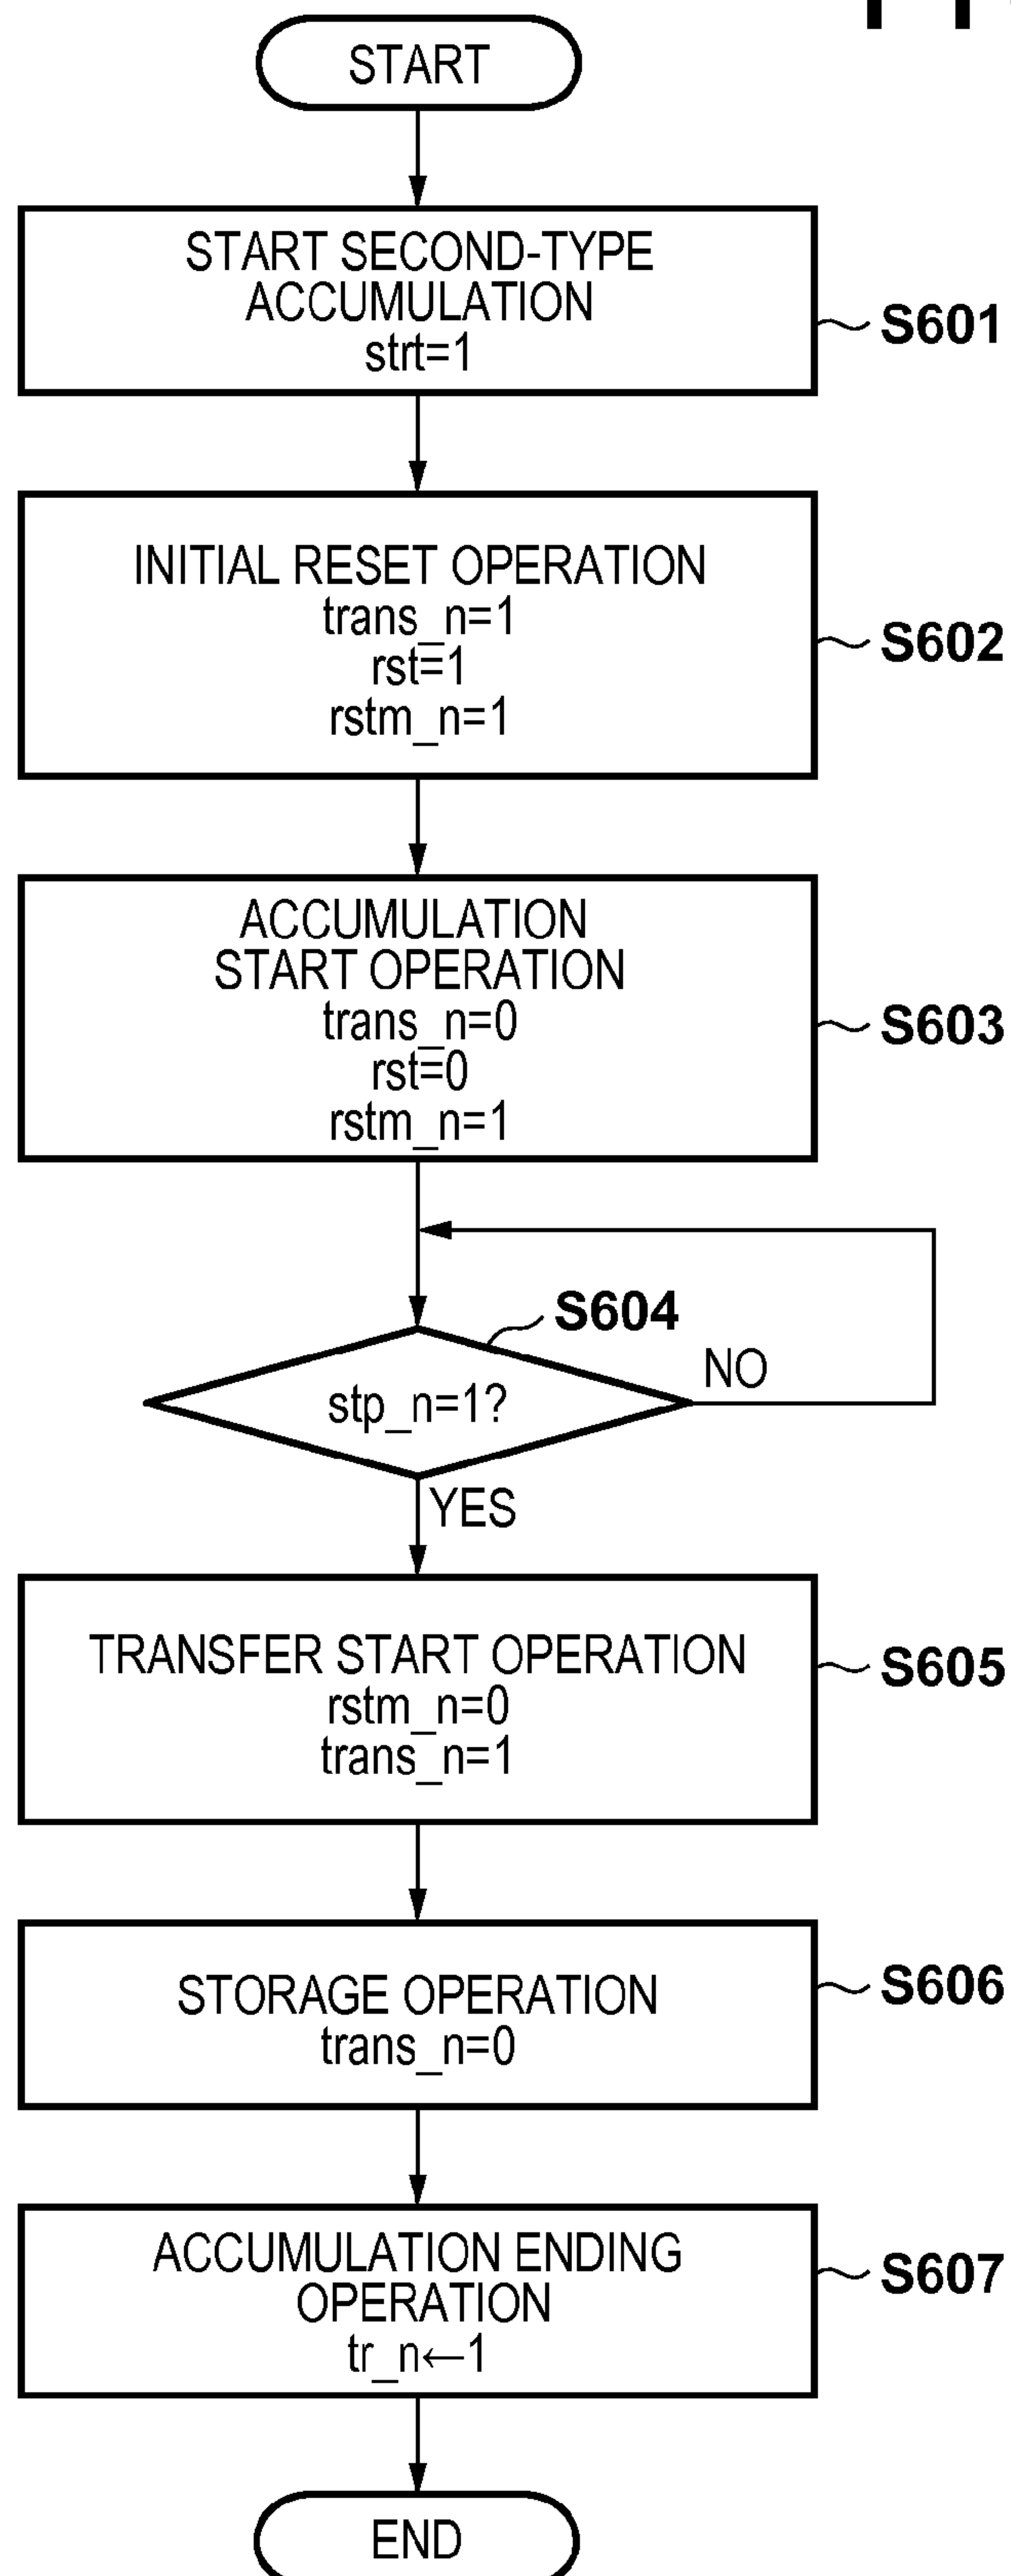 START
START SECOND-TYPE
ACCUMULATION
strt=1
S601
INITIAL RESET OPERATION
trans_n=1
rst=1
rstm_n=1
S602
ACCUMULATION
START OPERATION
trans_n=0
rst=0
rstm_n=1
S603
S604
stp_n=1?
NO
YES
TRANSFER START OPERATION
rstm_n=0
trans_n=1
S605
STORAGE OPERATION
trans_n=0
S606
ACCUMULATION ENDING
OPERATION
tr_n←1
S607
END